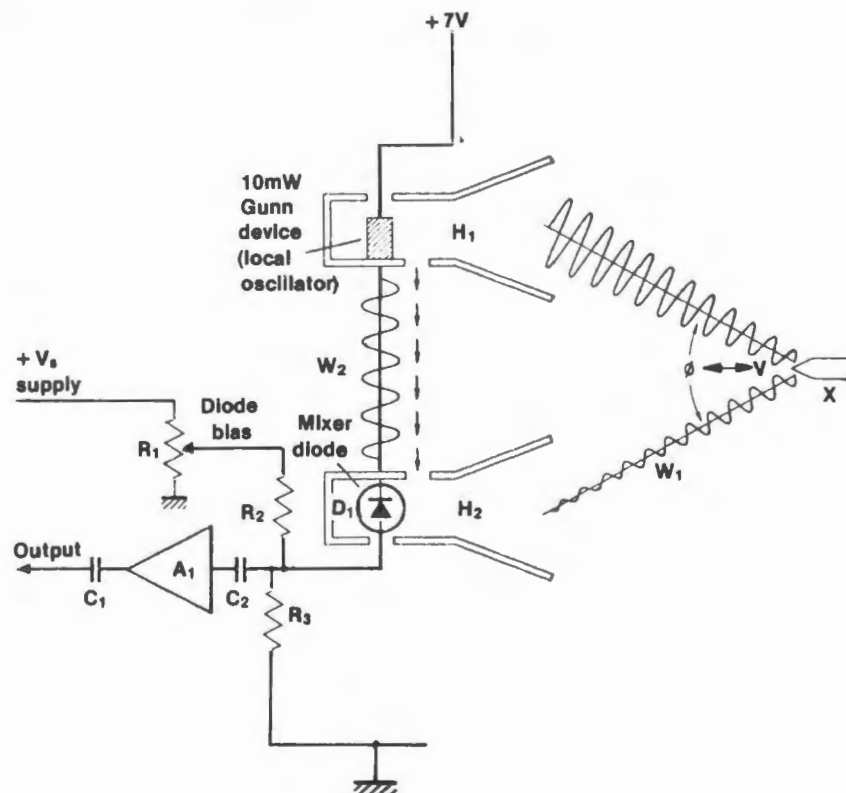 + 7V
10mW
Gunn
device
(local
oscillator)
H₁
W₂
ø
V
X
+ Vₛ
supply
Diode
bias
Mixer
diode
R₁
W₁
R₂
D₁
H₂
Output
A₁
C₁
C₂
R₃